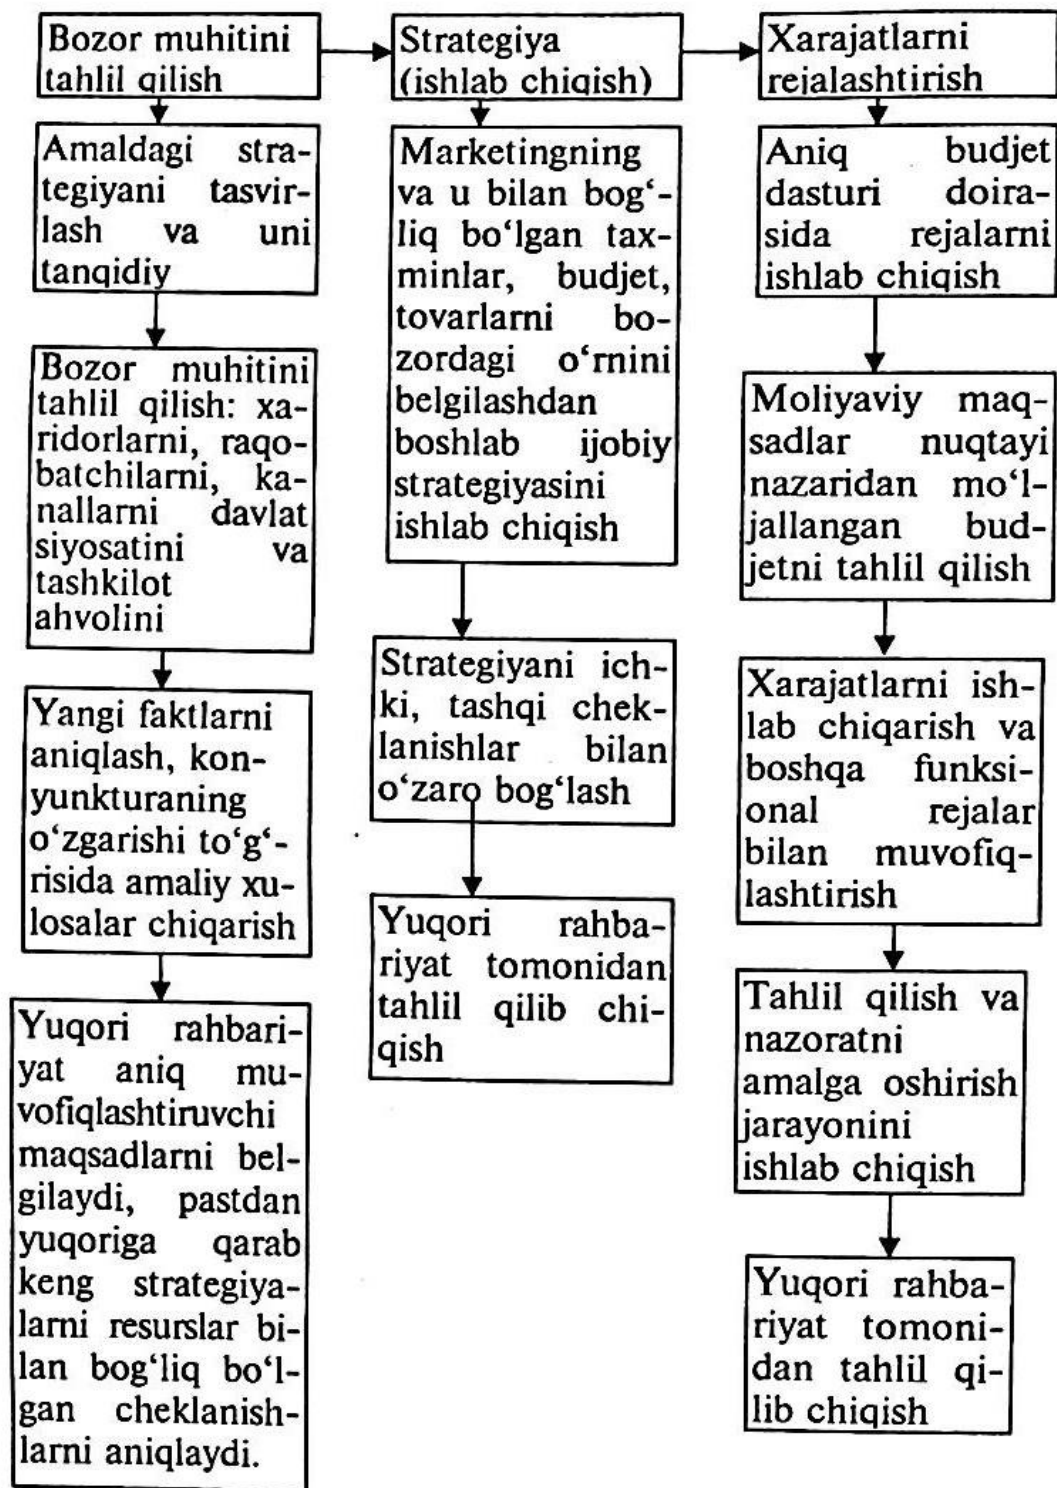 Bozor muhitini
tahlil qilish
Strategiya
(ishlab chiqish)
Xarajatlarni
rejalashtirish
Amaldagi stra-
tegiyani tasvir-
lash va uni
tanqidiy
Bozor muhitini
tahlil qilish: xa-
ridorlarni, raqo-
batchilarni, ka-
nallarni davlat
siyosatini va
tashkilot
ahvolini
Yangi faktlarni
aniqlash, kon-
yunkturaning
o‘zgarishi to‘g‘-
risida amaliy xu-
losalar chiqarish
Yuqori rahbari-
yat aniq mu-
vofiqlashtiruvchi
maqsadlarni bel-
gilaydi, pastdan
yuqoriga qarab
keng strategiya-
larni resurslar bi-
lan bog‘liq bo‘l-
gan cheklanish-
larni aniqlaydi.
Marketingning
va u bilan bog‘-
liq bo‘lgan tax-
minlar, budjet,
tovarlarni bo-
zordagi o‘rnini
belgilashdan
boshlab ijobiy
strategiyasini
ishlab chiqish
Strategiyani ich-
ki, tashqi chek-
lanishlar bilan
o‘zaro bog‘lash
Yuqori rahba-
riyat tomonidan
tahlil qilib chi-
qish
Aniq budjet
dasturi doira-
sida rejalarni
ishlab chiqish
Moliyaviy maq-
sadlar nuqtayi
nazaridan mo‘l-
jallangan bud-
jetni tahlil qilish
Xarajatlarni ish-
lab chiqarish va
boshqa funksi-
onal rejalar
bilan muvofiq-
lashtirish
Tahlil qilish va
nazoratni
amalga oshirish
jarayonini
ishlab chiqish
Yuqori rahba-
riyat tomoni-
dan tahlil qi-
lib chiqish